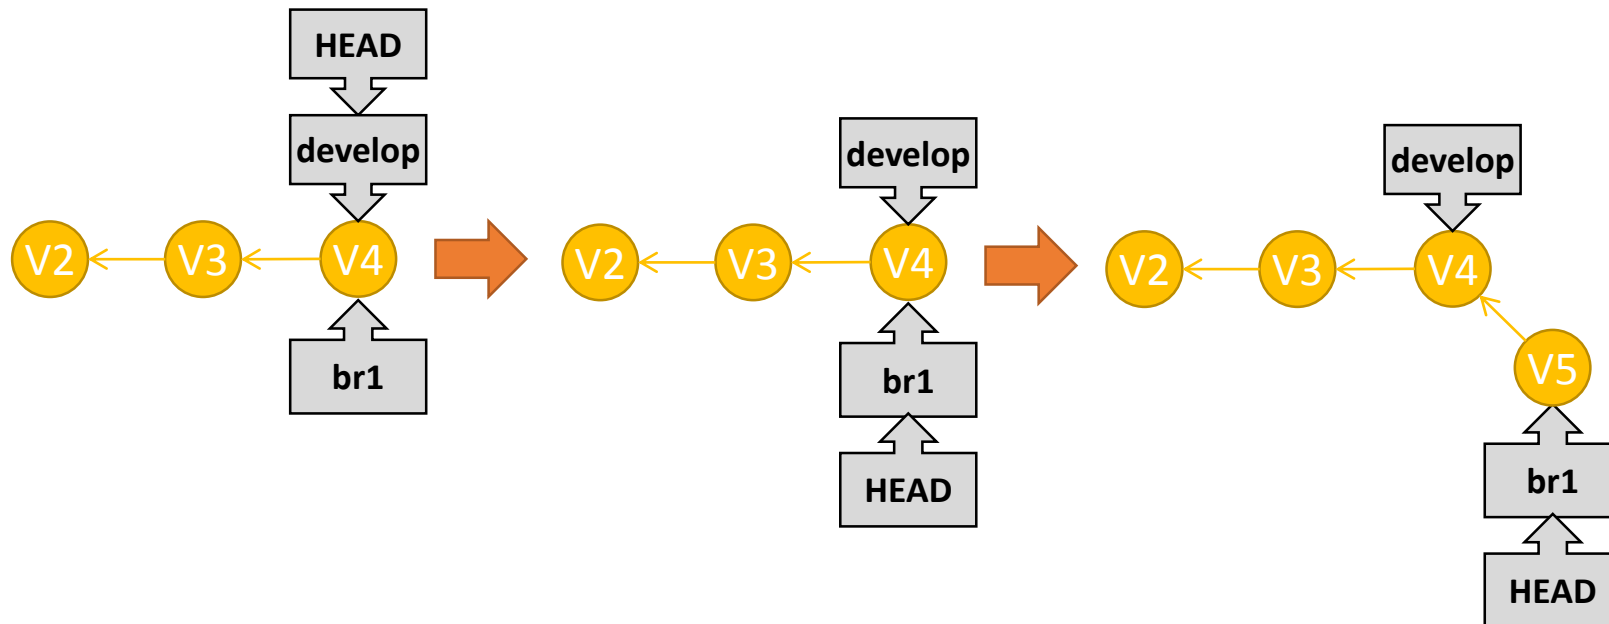 HEAD
develop
V2
V3
V4
br1
develop
V2
V3
V4
br1
HEAD
develop
V2
V3
V4
V5
br1
HEAD